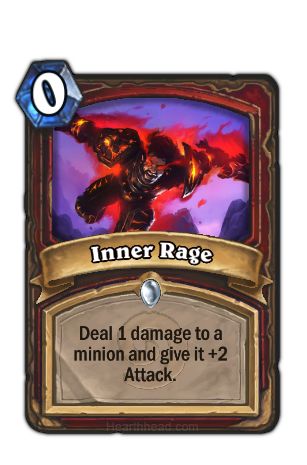 0
Inner Rage
Deal 1 damage to a
minion and give it +2
Attack.
Hearthhead.com